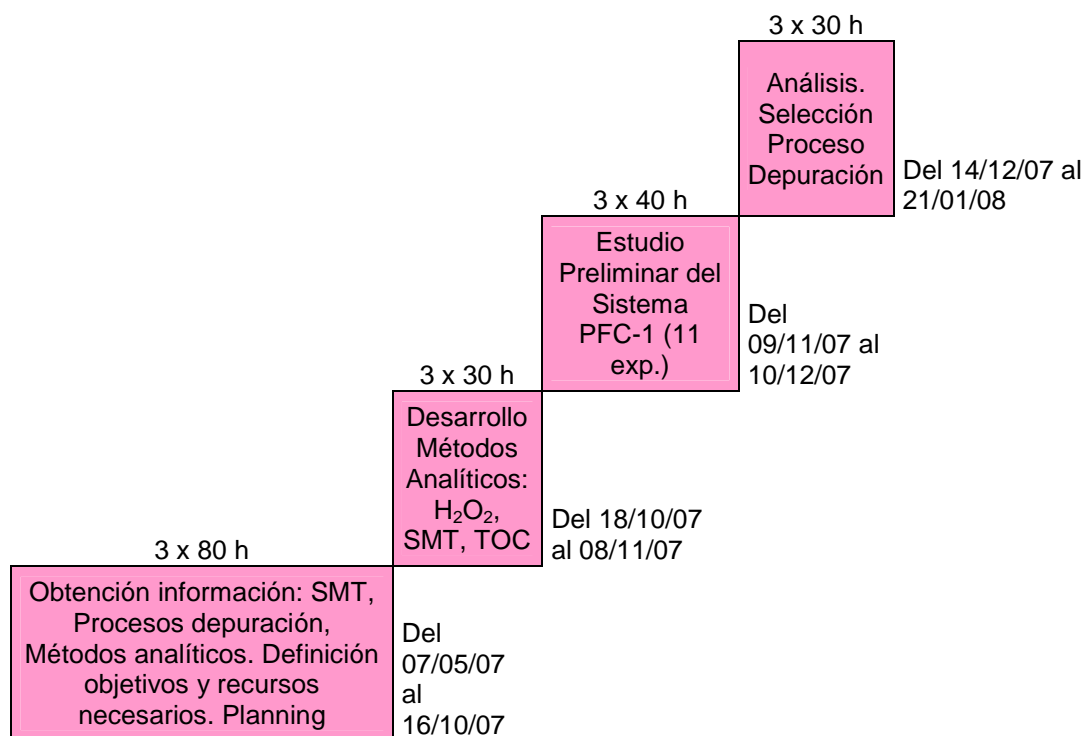 3 x 30 h
Análisis.
Selección
Proceso
Depuración
Del 14/12/07 al
21/01/08
3 x 40 h
Estudio
Preliminar del
Sistema
PFC-1 (11
exp.)
Del
09/11/07 al
10/12/07
3 x 30 h
Desarrollo
Métodos
Analíticos:
H₂O₂,
SMT, TOC
Del 18/10/07
al 08/11/07
3 x 80 h
Obtención información: SMT,
Procesos depuración,
Métodos analíticos. Definición
objetivos y recursos
necesarios. Planning
Del
07/05/07
al
16/10/07